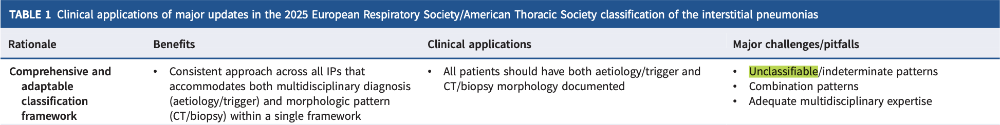 TABLE 1 Clinical applications of major updates in the 2025 European Respiratory Society/American Thoracic Society classification of the interstitial pneumonias
Rationale Benefits Clinical applications Major challenges/pitfalls
Comprehensive and
adaptable
classification
framework
• Consistent approach across all IPs that
accommodates both multidisciplinary diagnosis
(aetiology/trigger) and morphologic pattern
(CT/biopsy) within a single framework
• All patients should have both aetiology/trigger and
CT/biopsy morphology documented
• Unclassifiable/indeterminate patterns
• Combination patterns
• Adequate multidisciplinary expertise